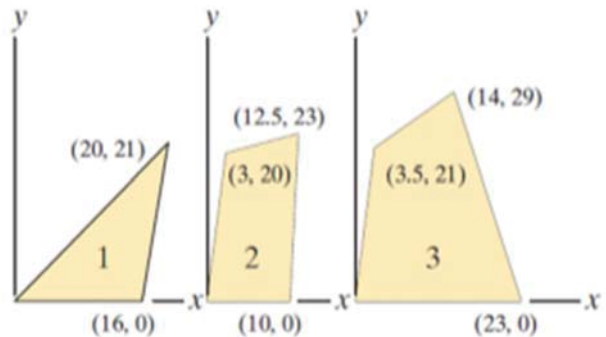 y y y
(14, 29)
(12.5, 23)
(20, 21)
(3, 20) (3.5, 21)
1 2 3
x x x
(16, 0) (10, 0) (23, 0)